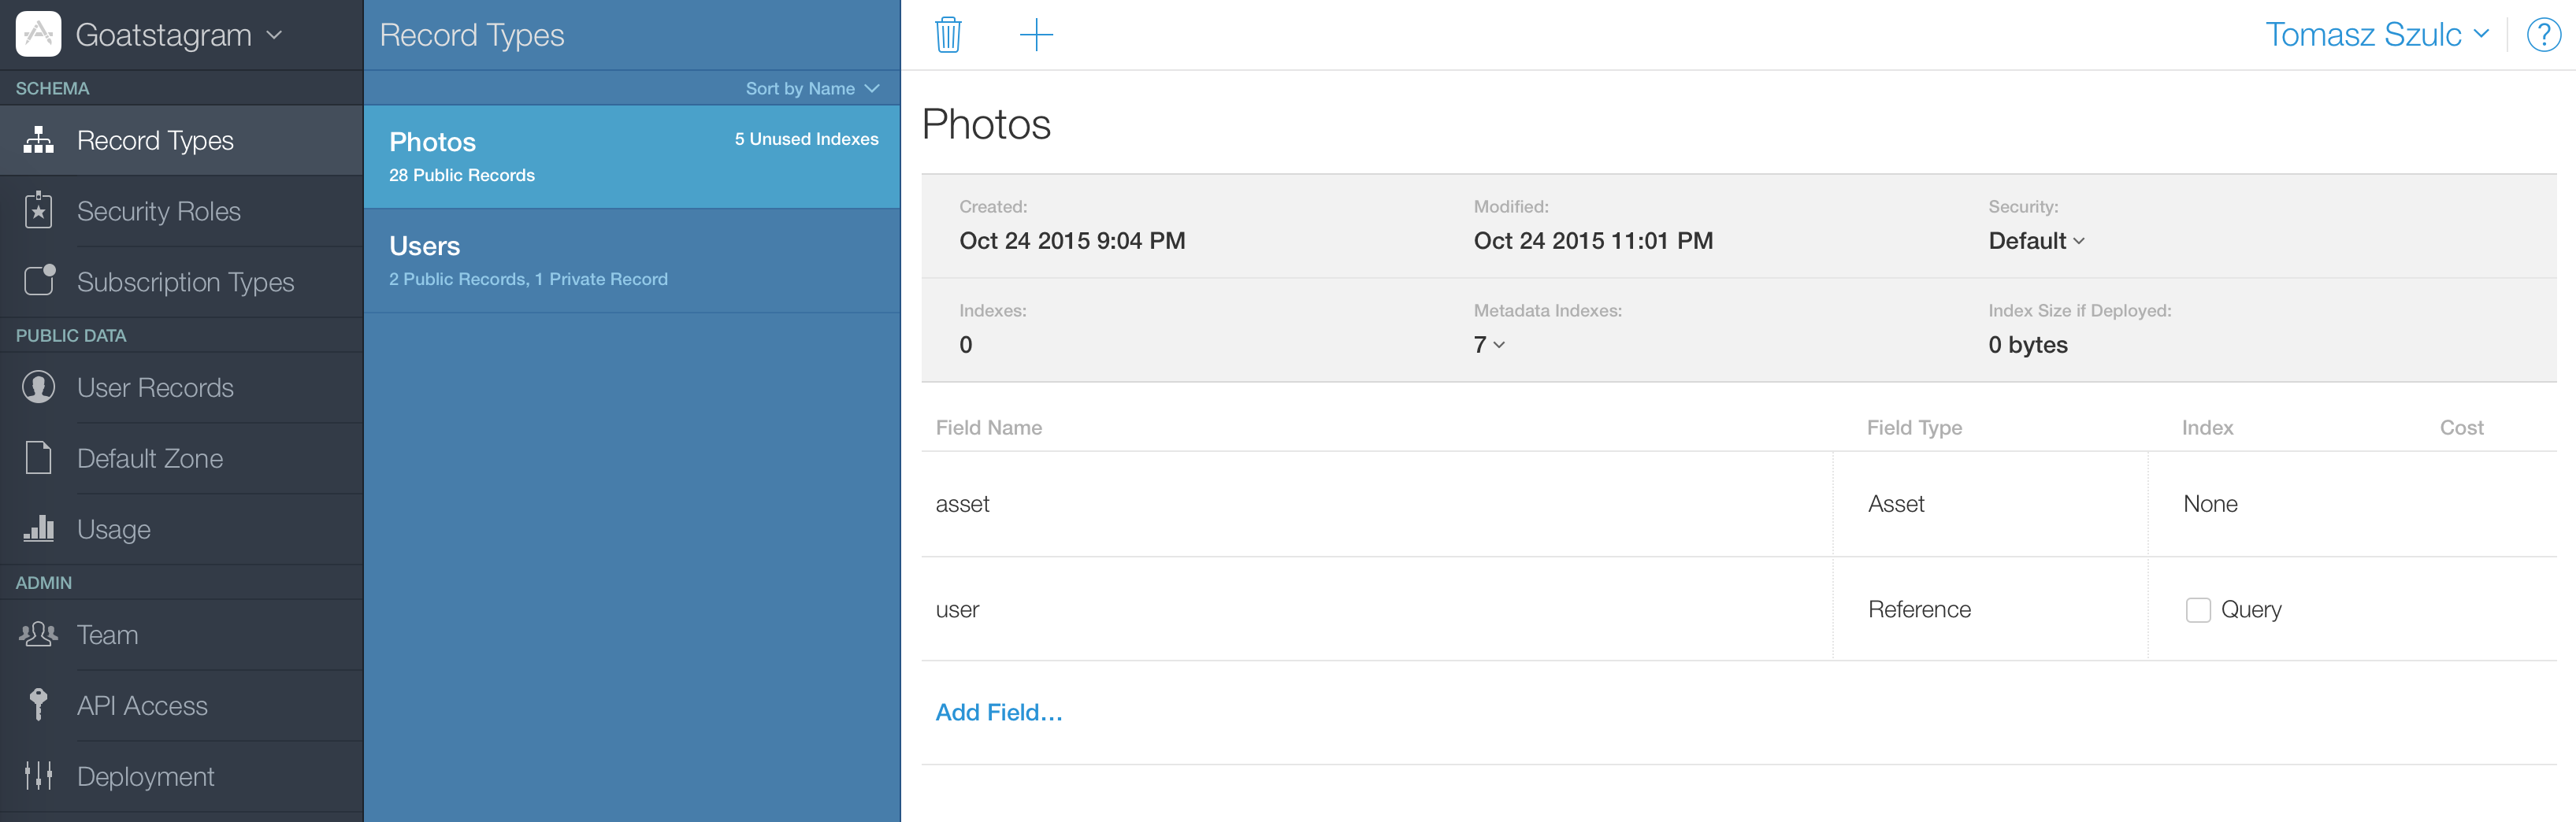 Goatstagram
SCHEMA
Record Types
Security Roles
Subscription Types
PUBLIC DATA
User Records
Default Zone
Usage
ADMIN
Team
API Access
Deployment
Record Types
Sort by Name
Photos
5 Unused Indexes
28 Public Records
Users
2 Public Records, 1 Private Record
Tomasz Szulc
?
Photos
Created:
Oct 24 2015 9:04 PM
Modified:
Oct 24 2015 11:01 PM
Security:
Default
Indexes:
0
Metadata Indexes:
7
Index Size if Deployed:
0 bytes
Field Name Field Type Index Cost
asset Asset None
user Reference Query
Add Field...